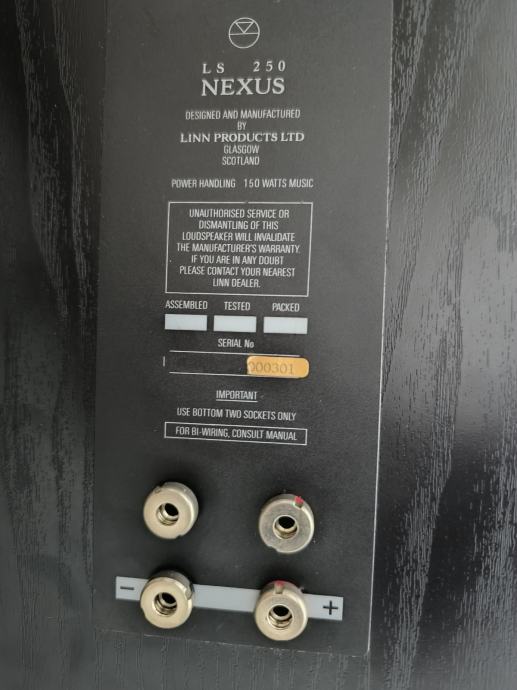 LS 250
NEXUS
DESIGNED AND MANUFACTURED
BY
LINN PRODUCTS LTD
GLASGOW
SCOTLAND
POWER HANDLING 150 WATTS MUSIC
UNAUTHORISED SERVICE OR
DISMANTLING OF THIS
LOUDSPEAKER WILL INVALIDATE
THE MANUFACTURER'S WARRANTY.
IF YOU ARE IN ANY DOUBT
PLEASE CONTACT YOUR NEAREST
LINN DEALER.
ASSEMBLED TESTED PACKED
SERIAL No
000301
IMPORTANT
USE BOTTOM TWO SOCKETS ONLY
FOR BI-WIRING, CONSULT MANUAL
− +